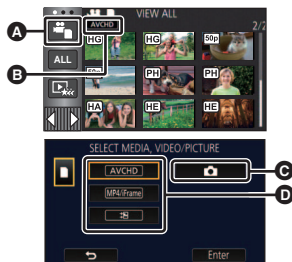 VIEW ALL
AVCHD
2/2
A
B
ALL
HG
HG
50p
50p
PH
PH
HA
HE
HE
SELECT MEDIA, VIDEO/PICTURE
AVCHD
MP4/iFrame
C
D
Enter